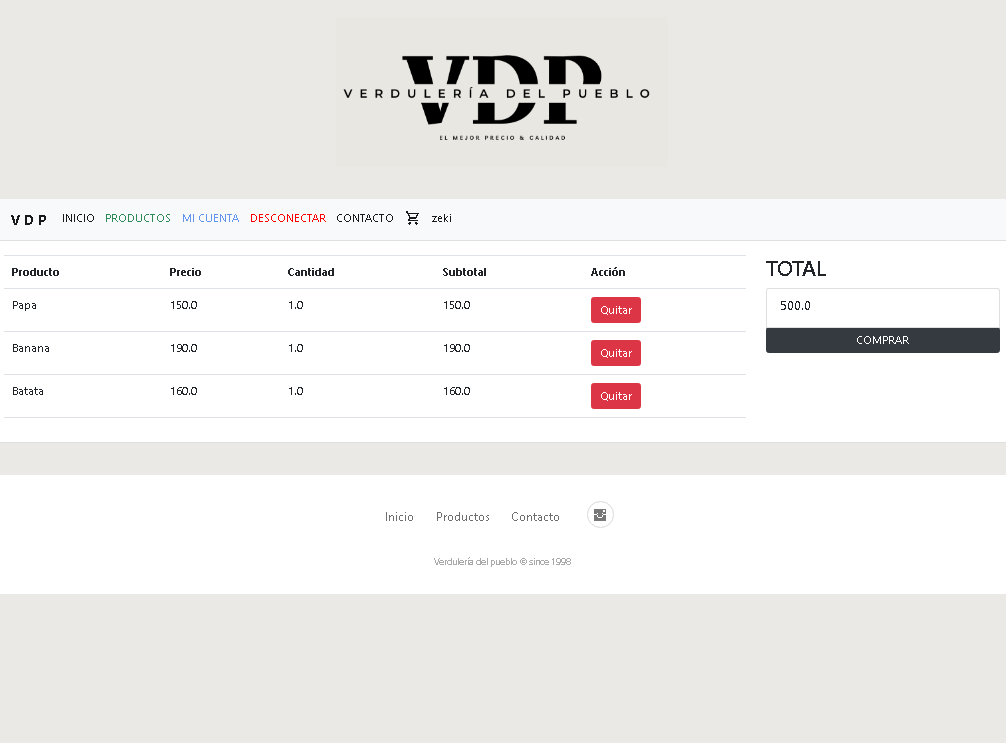 VDP
VERDULERÍA DEL PUEBLO
EL MEJOR PRECIO & CALIDAD
V D P INICIO PRODUCTOS MI CUENTA DESCONECTAR CONTACTO zeki
Producto Precio Cantidad Subtotal Acción
Papa 150.0 1.0 150.0 Quitar
Banana 190.0 1.0 190.0 Quitar
Batata 160.0 1.0 160.0 Quitar
TOTAL
500.0
COMPRAR
Inicio Productos Contacto
Verdulería del pueblo © since 1998